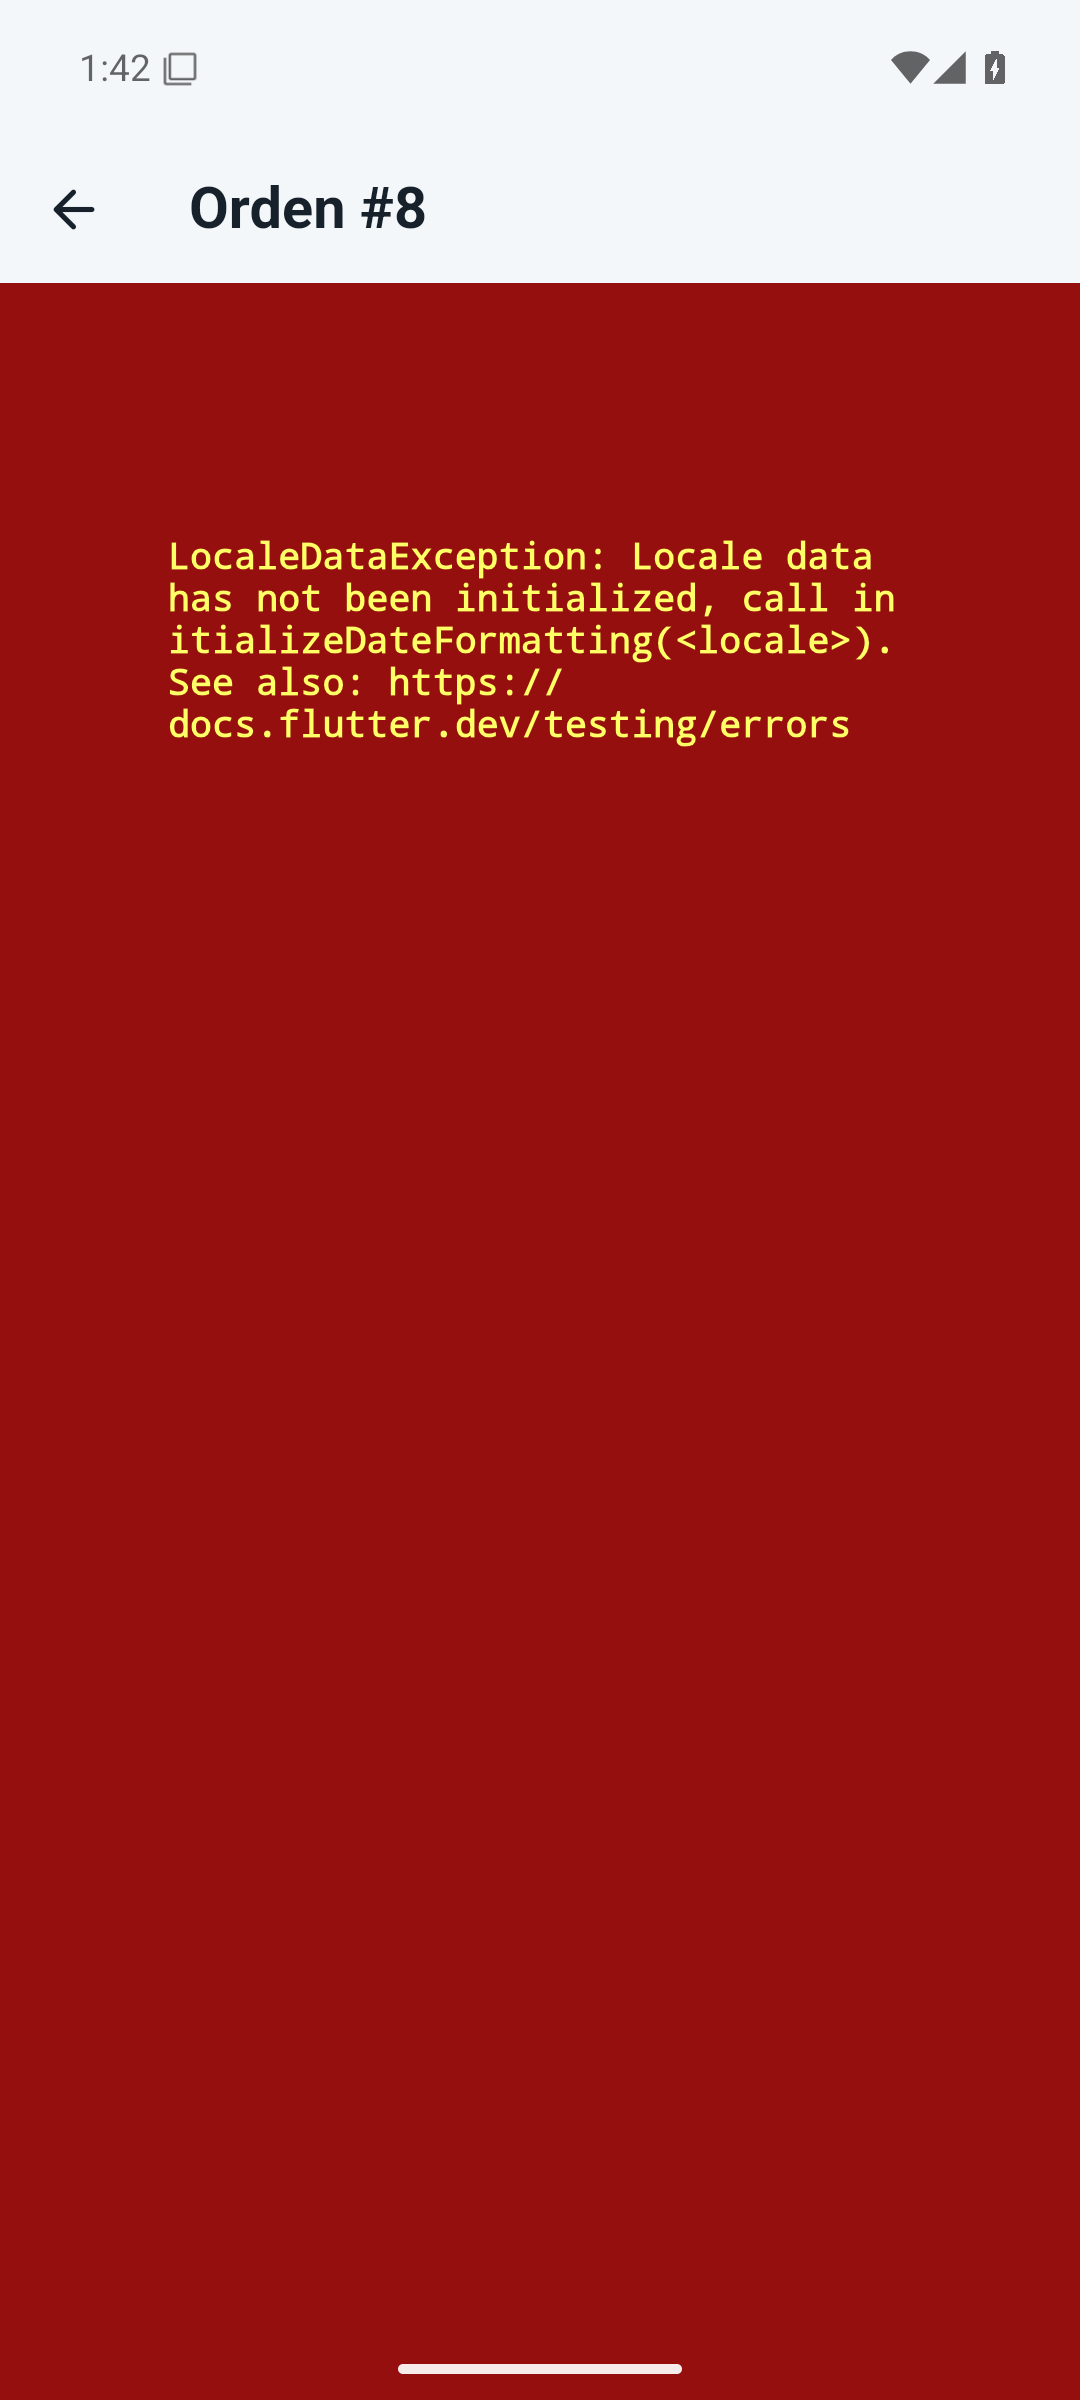 1:42
Orden #8
LocaleDataException: Locale data
has not been initialized, call in
itializeDateFormatting(<locale>).
See also: https://
docs.flutter.dev/testing/errors